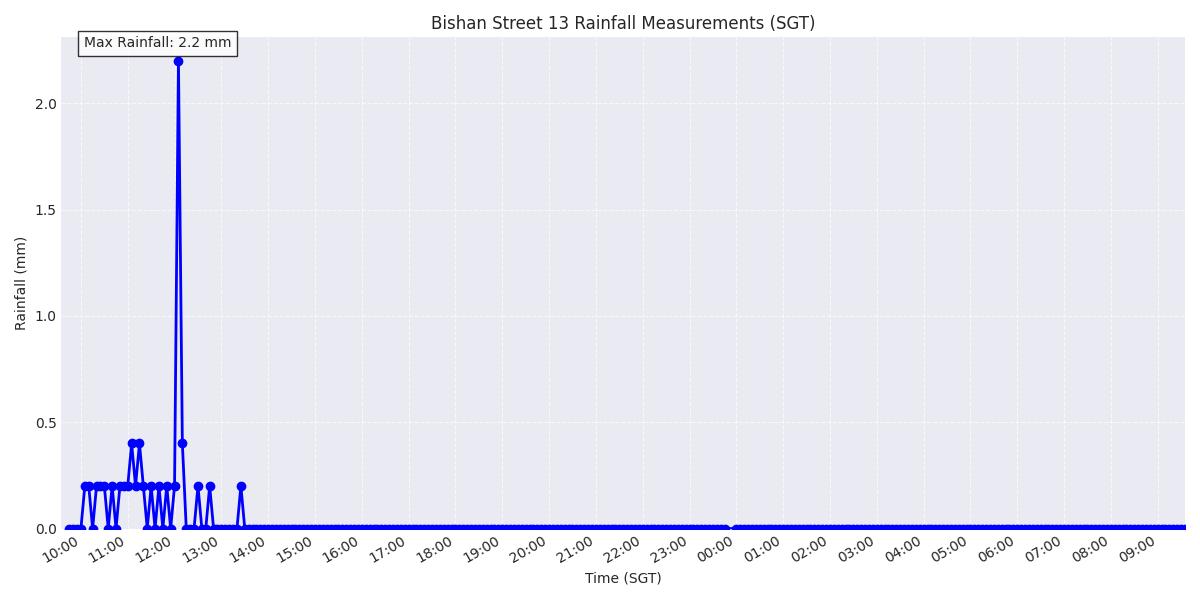 Bishan Street 13 Rainfall Measurements (SGT)
Max Rainfall: 2.2 mm
Rainfall (mm)
2.0
1.5
1.0
0.5
0.0
10:00 11:00 12:00 13:00 14:00 15:00 16:00 17:00 18:00 19:00 20:00 21:00 22:00 23:00 00:00 01:00 02:00 03:00 04:00 05:00 06:00 07:00 08:00 09:00
Time (SGT)